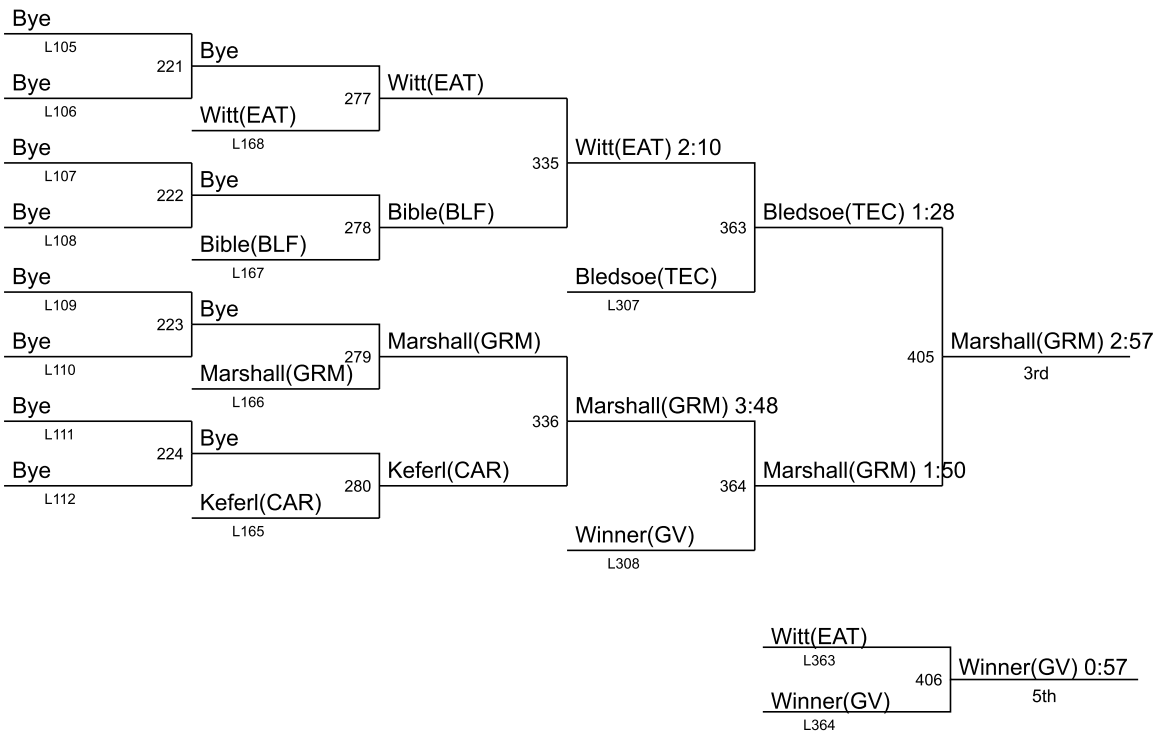 Bye
L105
221
Bye
Bye
L106
277
Witt(EAT)
Witt(EAT)
L168
Bye
L107
222
Bye
335
Witt(EAT) 2:10
Bye
L108
278
Bible(BLF)
Bible(BLF)
L167
363
Bledsoe(TEC) 1:28
Bledsoe(TEC)
L307
Bye
L109
223
Bye
Bye
L110
279
Marshall(GRM)
Marshall(GRM)
L166
405
Marshall(GRM) 2:57
3rd
Bye
L111
224
Bye
336
Marshall(GRM) 3:48
Bye
L112
280
Keferl(CAR)
Keferl(CAR)
L165
364
Marshall(GRM) 1:50
Winner(GV)
L308
Witt(EAT)
L363
406
Winner(GV) 0:57
5th
Winner(GV)
L364